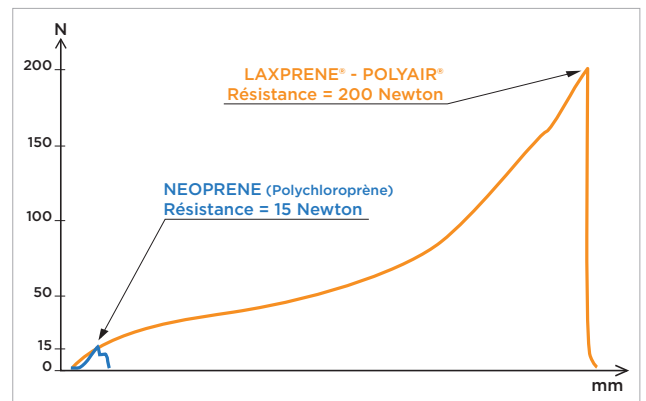 N
200
LAXPRENE® - POLYAIR®
Résistance = 200 Newton
150
NEOPRENE (Polychloroprène)
Résistance = 15 Newton
100
50
15
0
mm